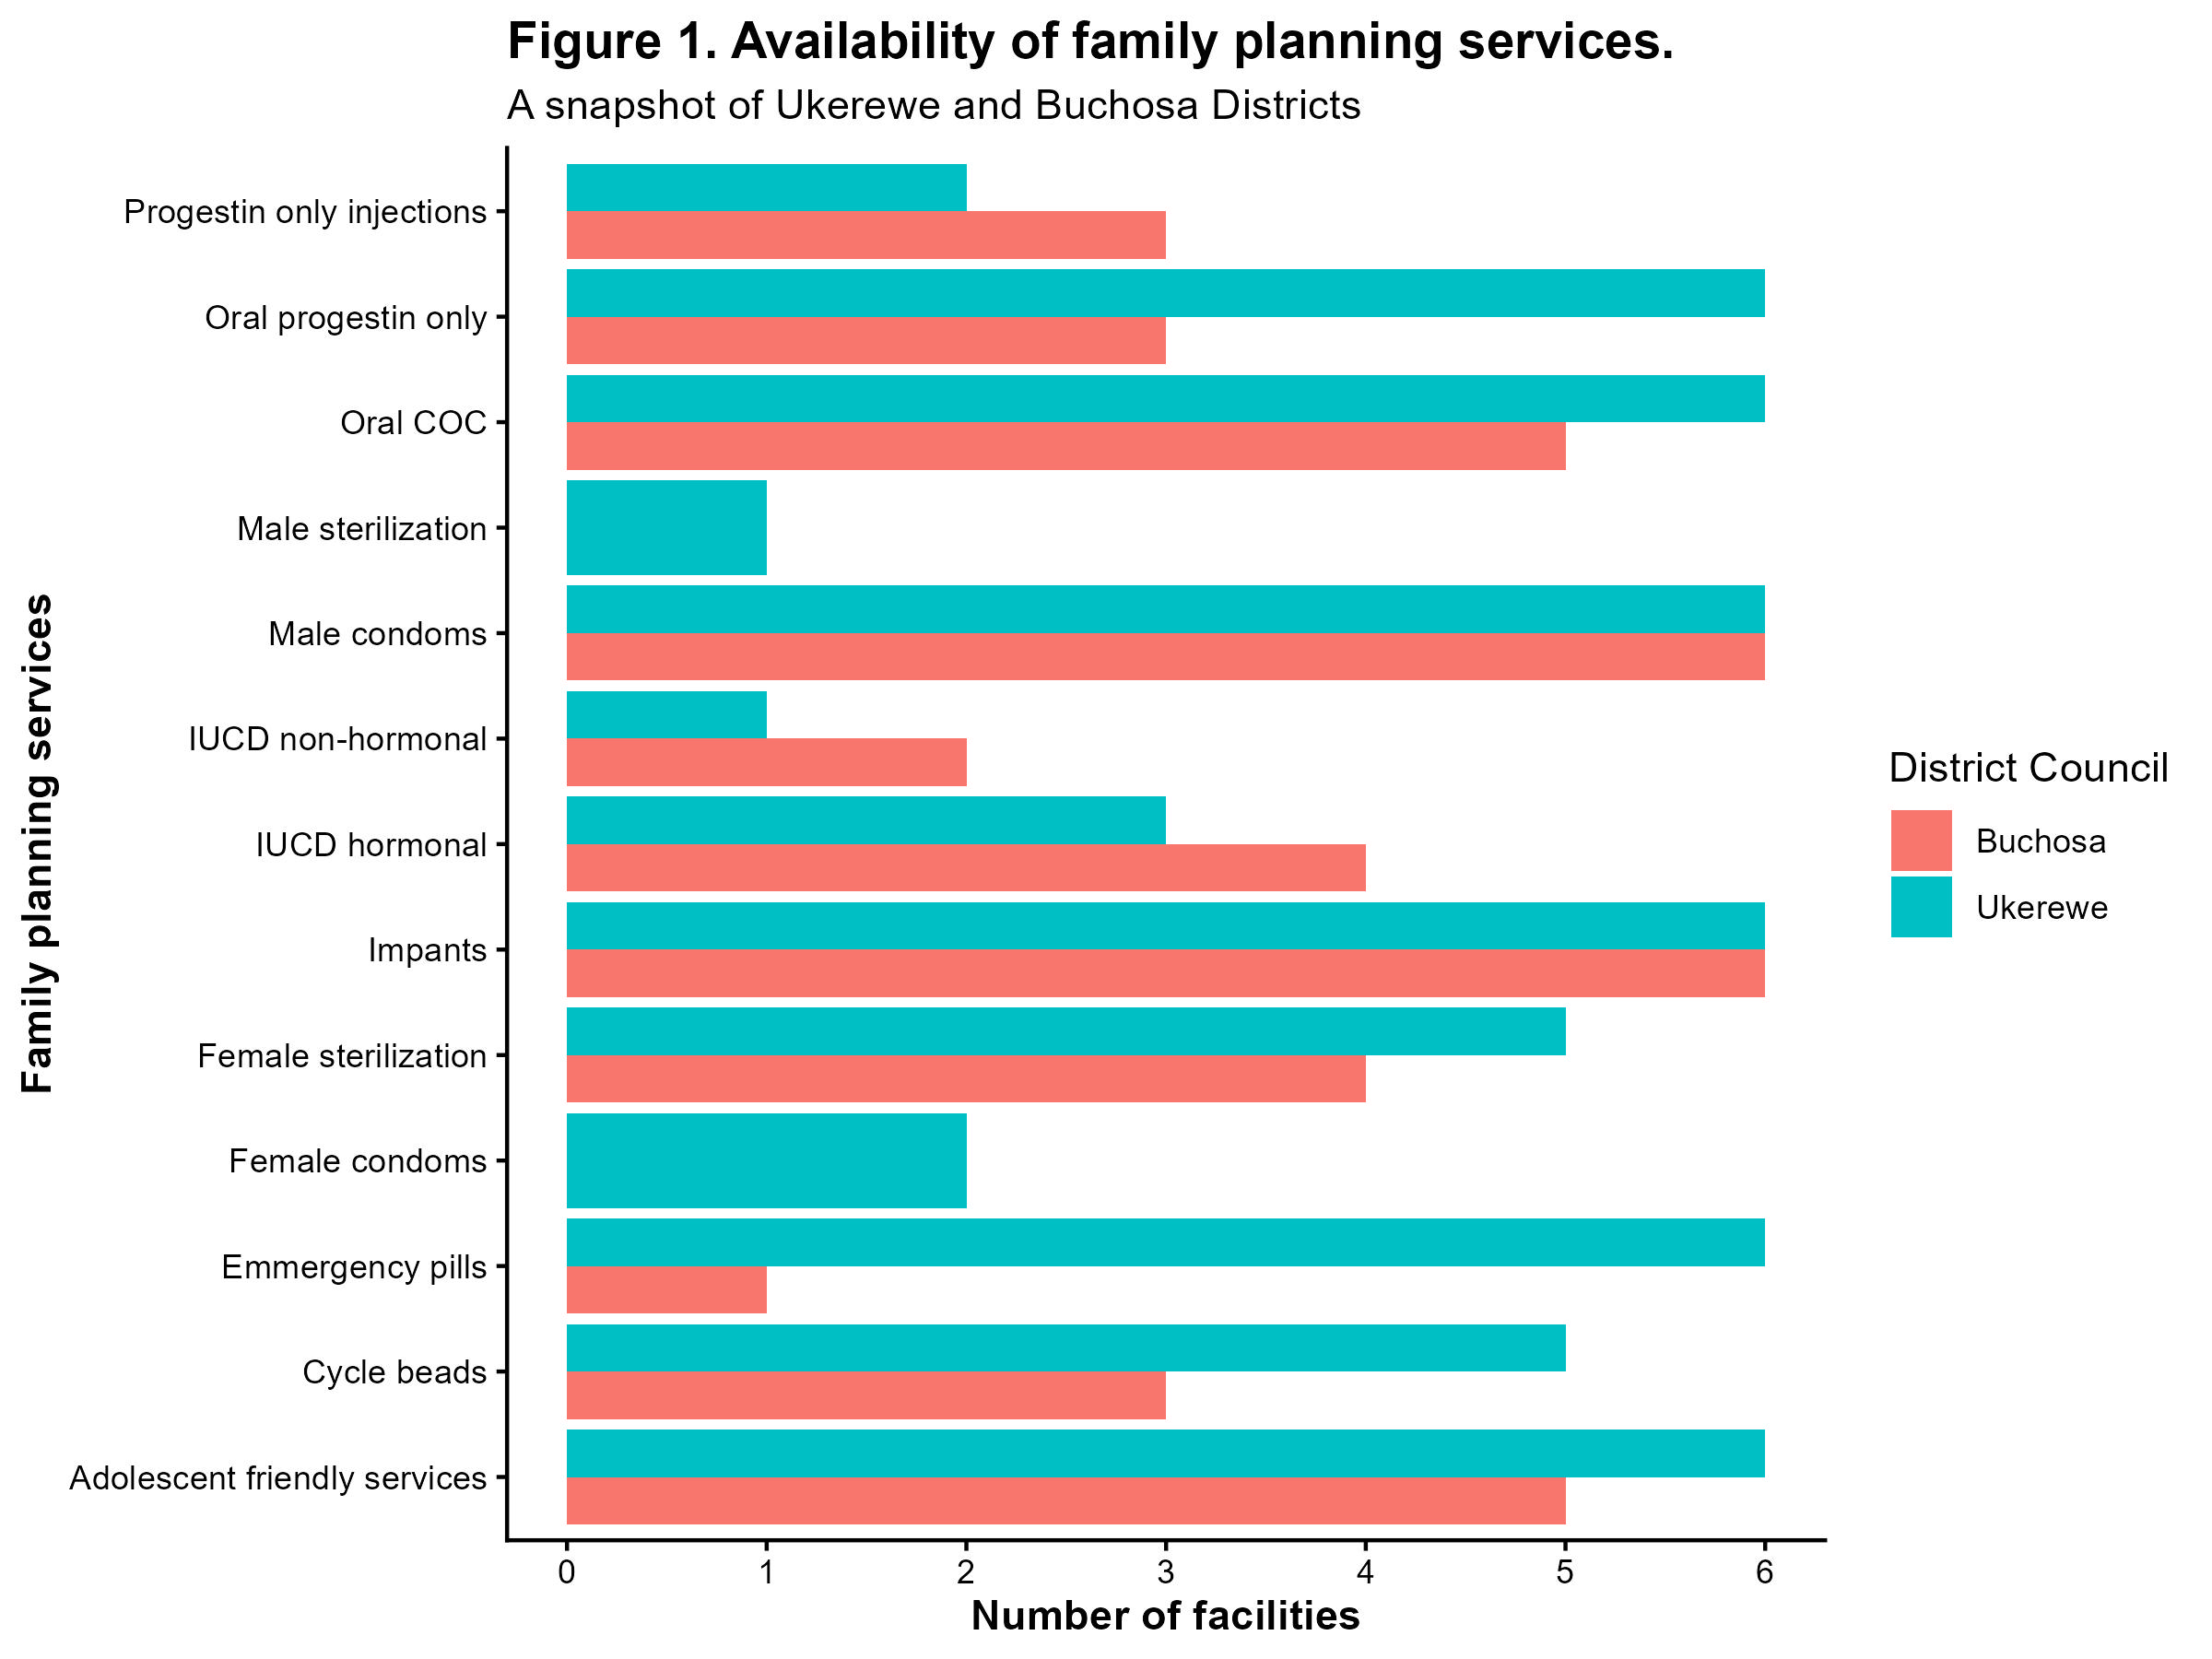 Figure 1. Availability of family planning services.
A snapshot of Ukerewe and Buchosa Districts
Family planning services
Progestin only injections
Oral progestin only
Oral COC
Male sterilization
Male condoms
IUCD non-hormonal
IUCD hormonal
Impants
Female sterilization
Female condoms
Emmergency pills
Cycle beads
Adolescent friendly services
0 1 2 3 4 5 6
Number of facilities
District Council
Buchosa
Ukerewe